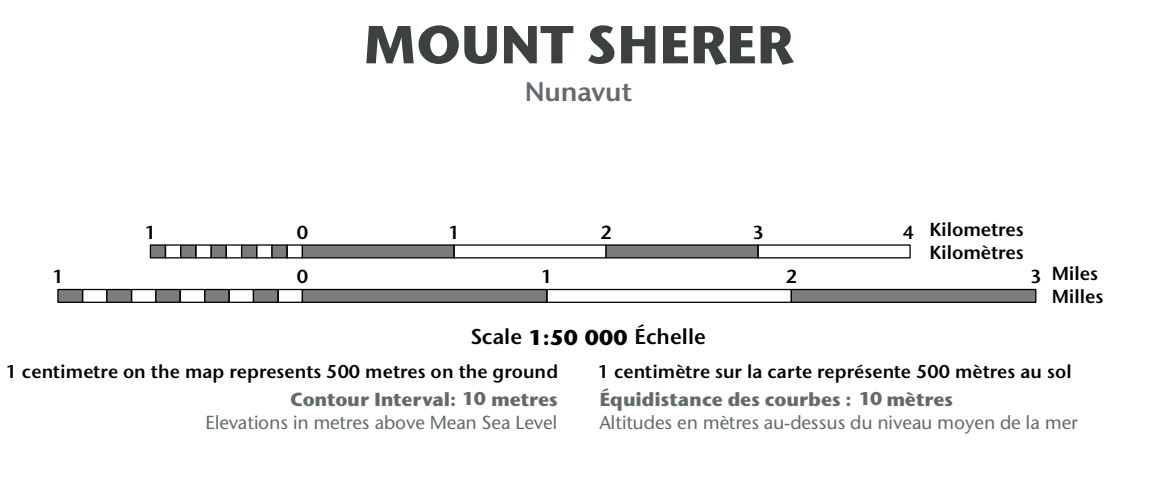 MOUNT SHERER
Nunavut
1 0 1 2 3 4 Kilometres
Kilomètres
1 0 1 2 3 Miles
Milles
Scale 1:50 000 Échelle
1 centimetre on the map represents 500 metres on the ground
Contour Interval: 10 metres
Elevations in metres above Mean Sea Level
1 centimètre sur la carte représente 500 mètres au sol
Équidistance des courbes : 10 mètres
Altitudes en mètres au-dessus du niveau moyen de la mer